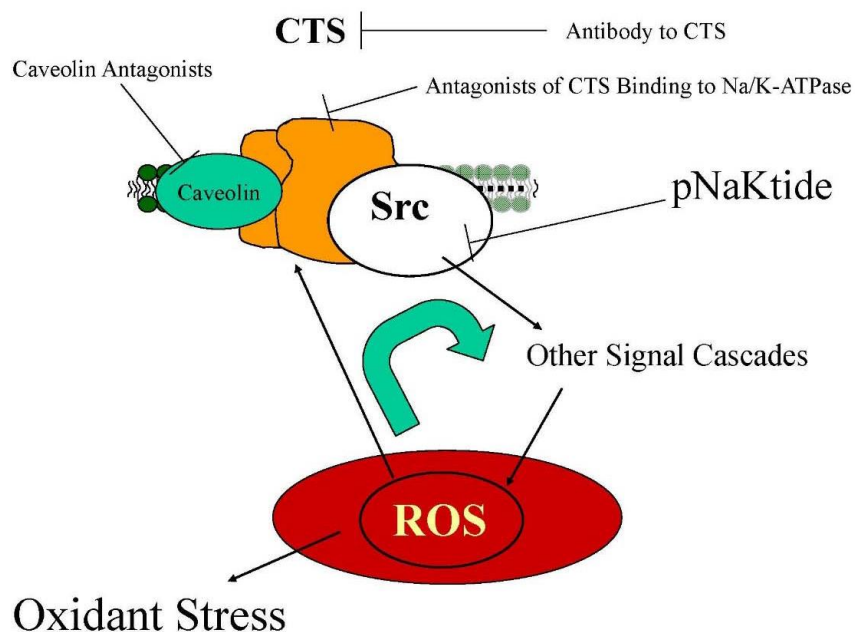 CTS
Antibody to CTS
Caveolin Antagonists
Antagonists of CTS Binding to Na/K-ATPase
Caveolin
Src
pNaKtide
Other Signal Cascades
ROS
Oxidant Stress